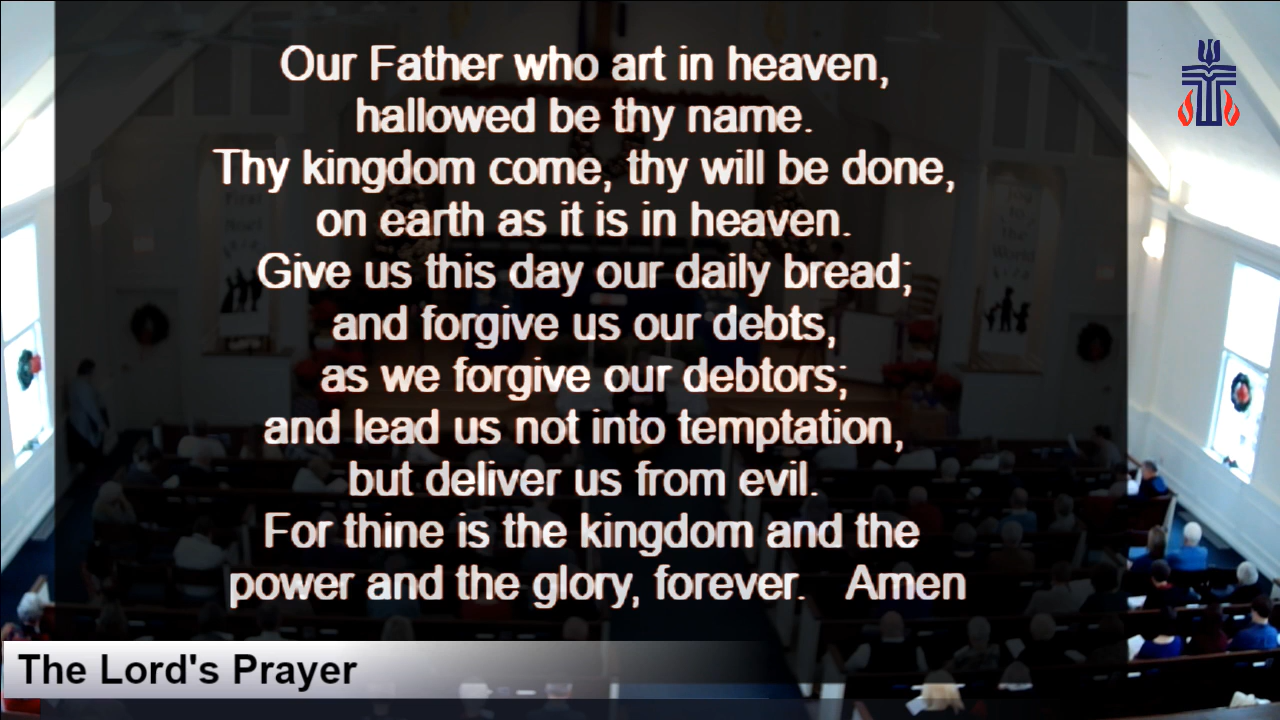 Our Father who art in heaven,
hallowed be thy name.
Thy kingdom come, thy will be done,
on earth as it is in heaven.
Give us this day our daily bread;
and forgive us our debts,
as we forgive our debtors;
and lead us not into temptation,
but deliver us from evil.
For thine is the kingdom and the
power and the glory, forever. Amen
The Lord's Prayer